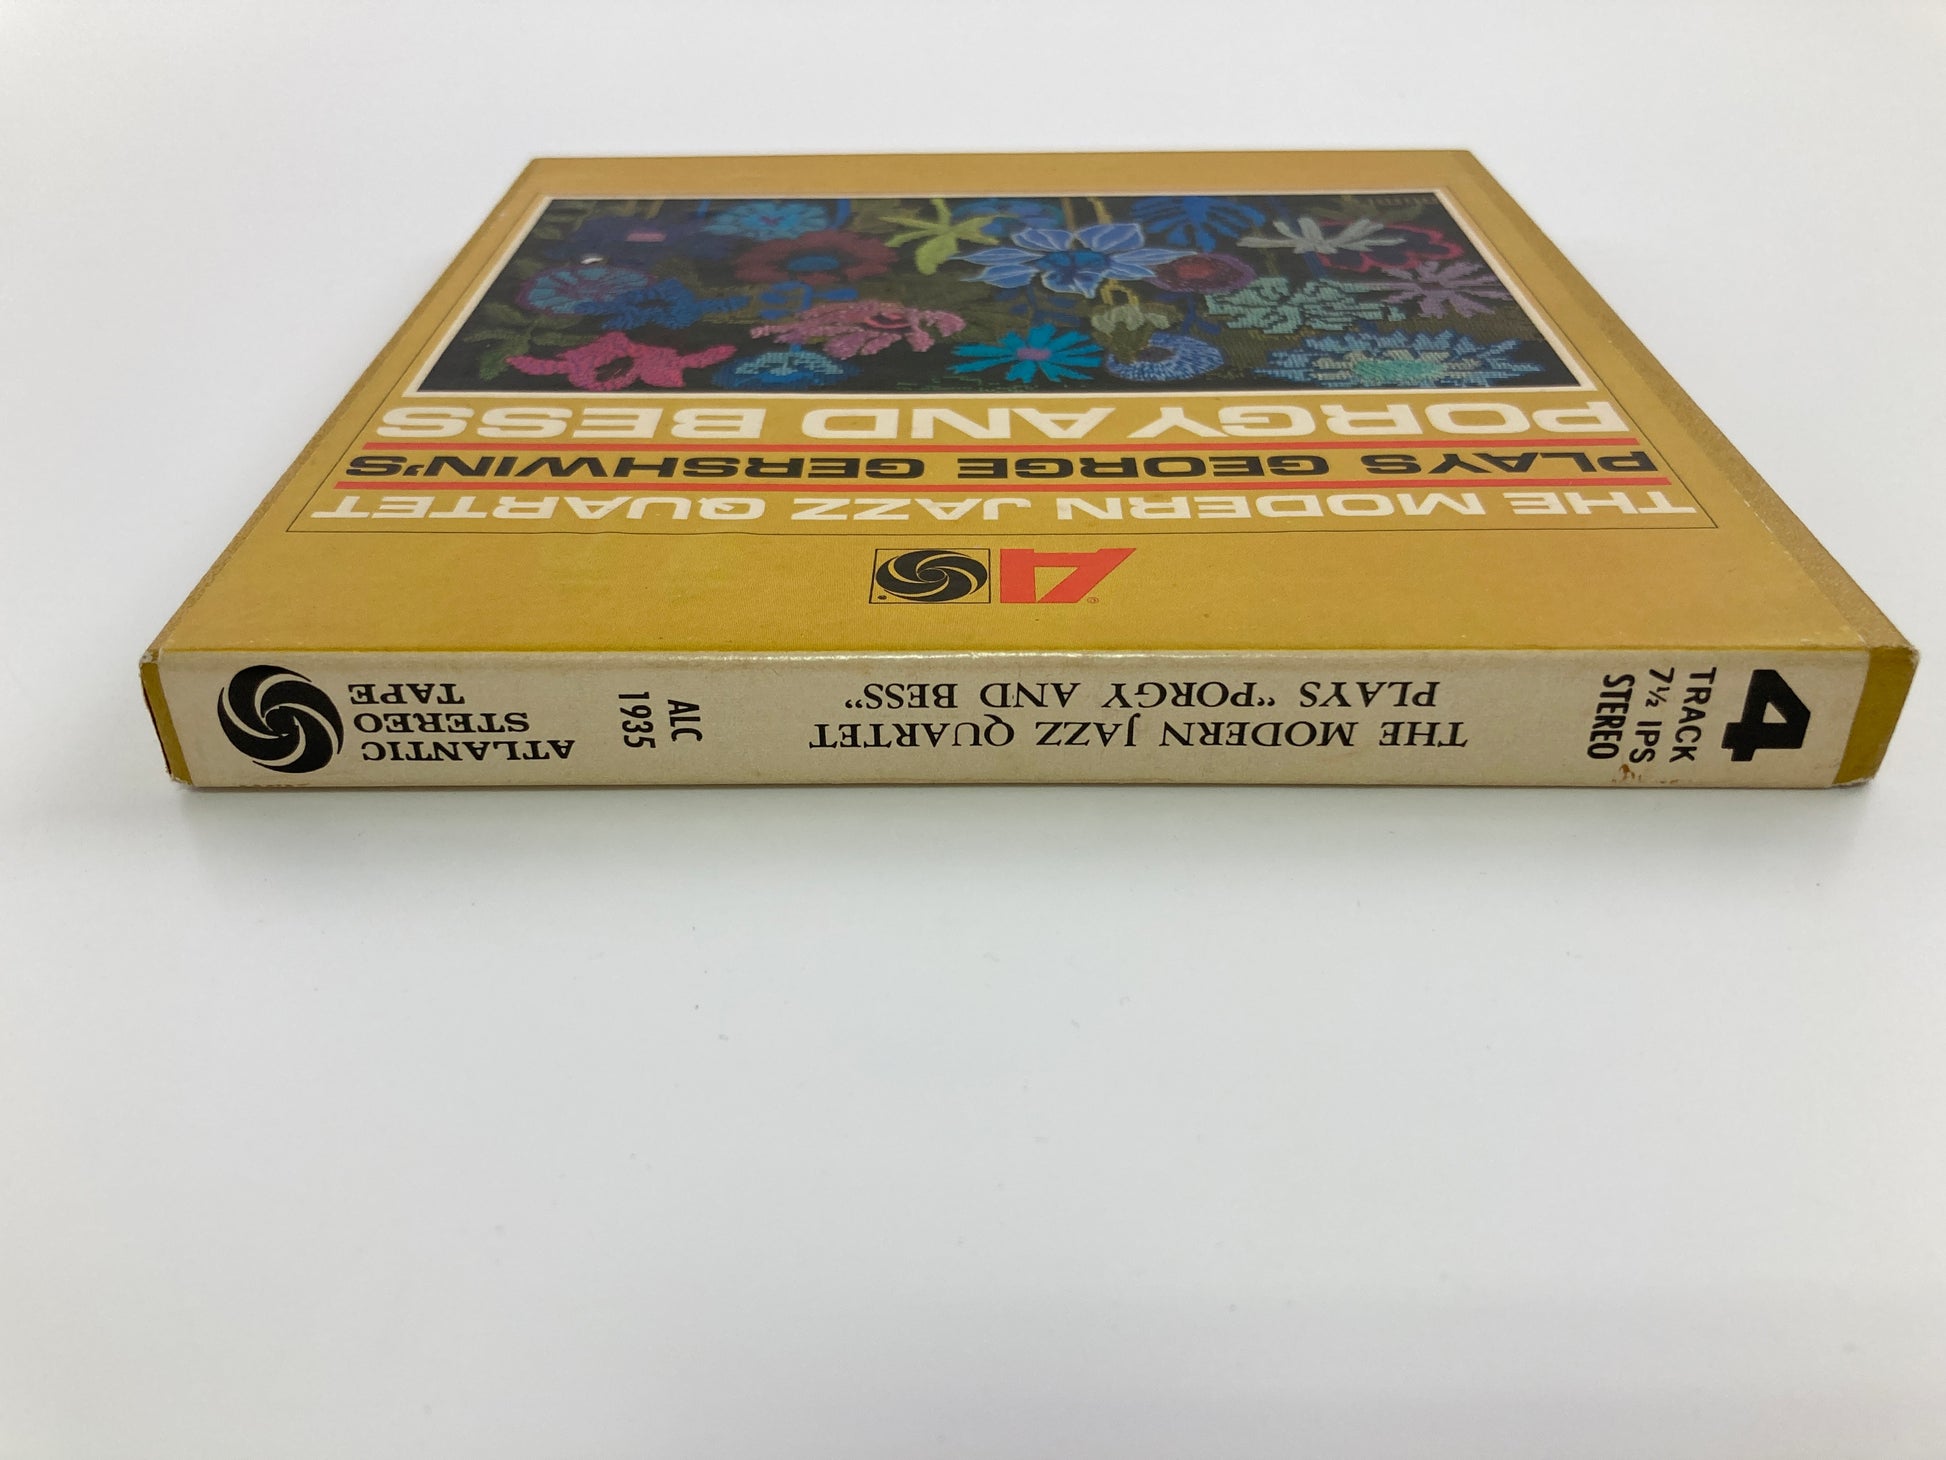 THE MODERN JAZZ QUARTET
PLAYS GEORGE GERSHWIN'S
PORGY AND BESS
4
TRACK
7½ IPS
STEREO
THE MODERN JAZZ QUARTET
PLAYS "PORGY AND BESS"
ALC
1935
ATLANTIC
STEREO
TAPE